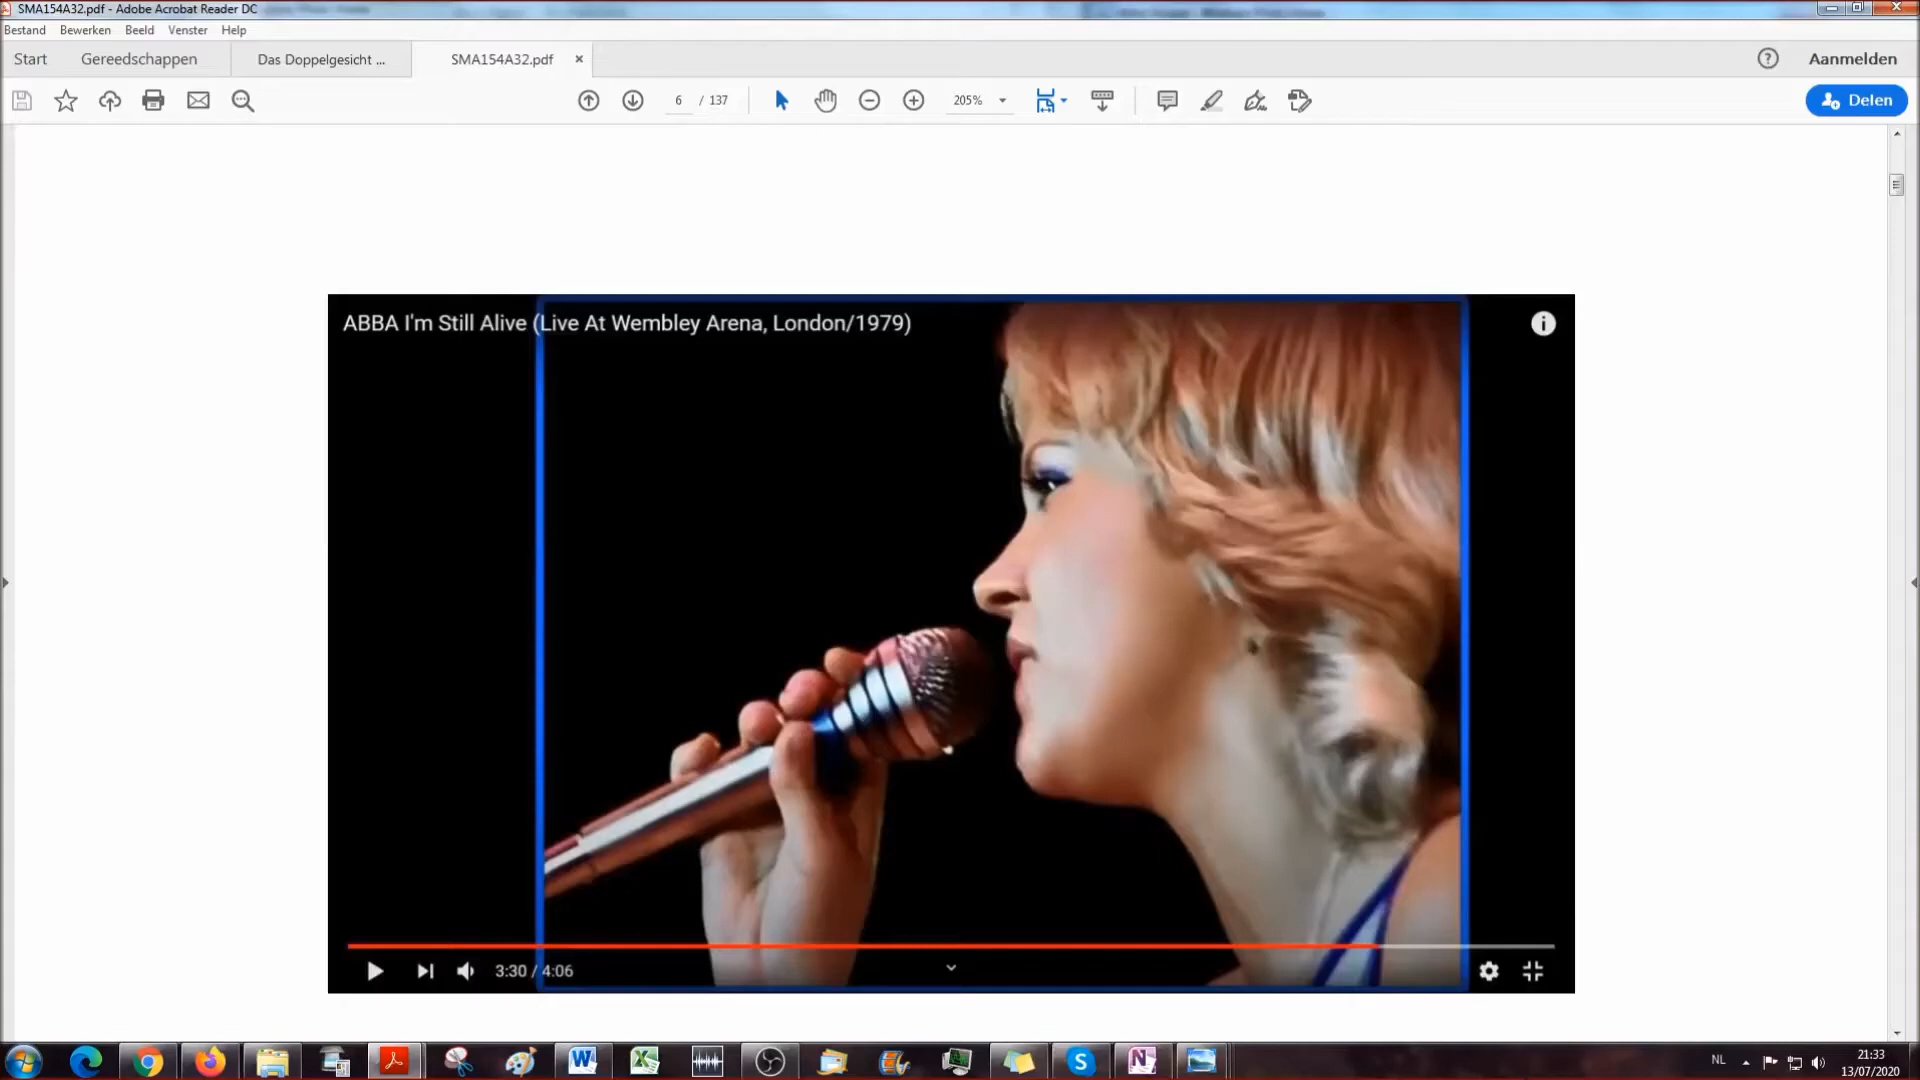 SMA154A32.pdf - Adobe Acrobat Reader DC
Bestand Bewerken Beeld Venster Help
Start Gereedschappen Das Doppelgesicht ... SMA154A32.pdf × Aanmelden
6 / 137 205% Delen
ABBA I'm Still Alive (Live At Wembley Arena, London/1979)
3:30 / 4:06
NL 21:33
13/07/2020